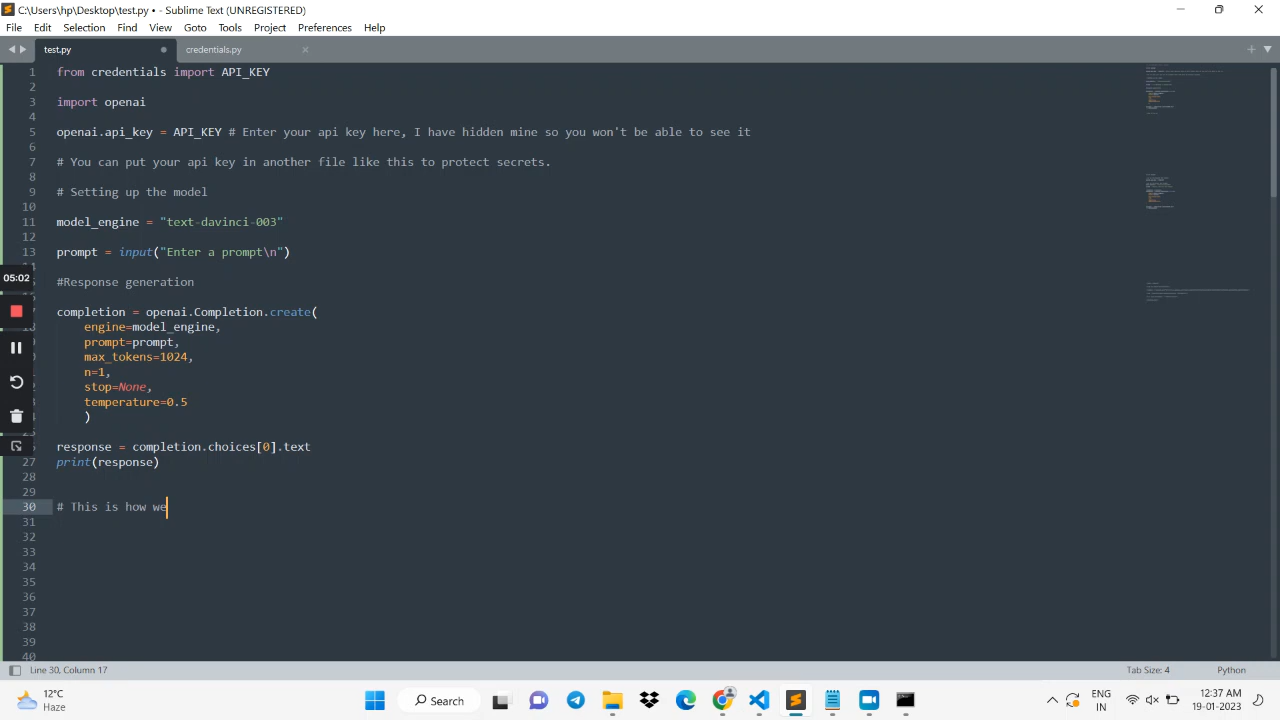 C:\Users\hp\Desktop\test.py • - Sublime Text (UNREGISTERED)
File Edit Selection Find View Goto Tools Project Preferences Help
test.py credentials.py
1 from credentials import API_KEY
2
3 import openai
4
5 openai.api_key = API_KEY # Enter your api key here, I have hidden mine so you won't be able to see it
6
7 # You can put your api key in another file like this to protect secrets.
8
9 # Setting up the model
10
11 model_engine = "text-davinci-003"
12
13 prompt = input("Enter a prompt\n")
05:02
#Response generation
completion = openai.Completion.create(
engine=model_engine,
prompt=prompt,
max_tokens=1024,
n=1,
stop=None,
temperature=0.5
)
response = completion.choices[0].text
27 print(response)
28
29
30 # This is how we
31
32
33
34
35
36
37
38
39
40
Line 30, Column 17 Tab Size: 4 Python
12°C
Haze
Search
ENG
IN
12:37 AM
19-01-2023